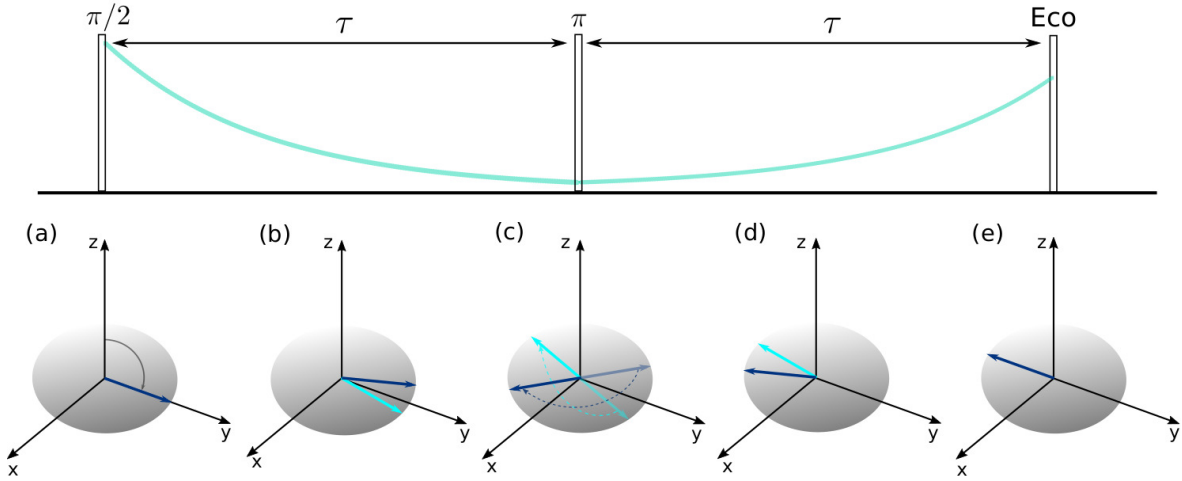 π/2 τ π τ Eco
(a) (b) (c) (d) (e)
z z z z z
y y y y y
x x x x x